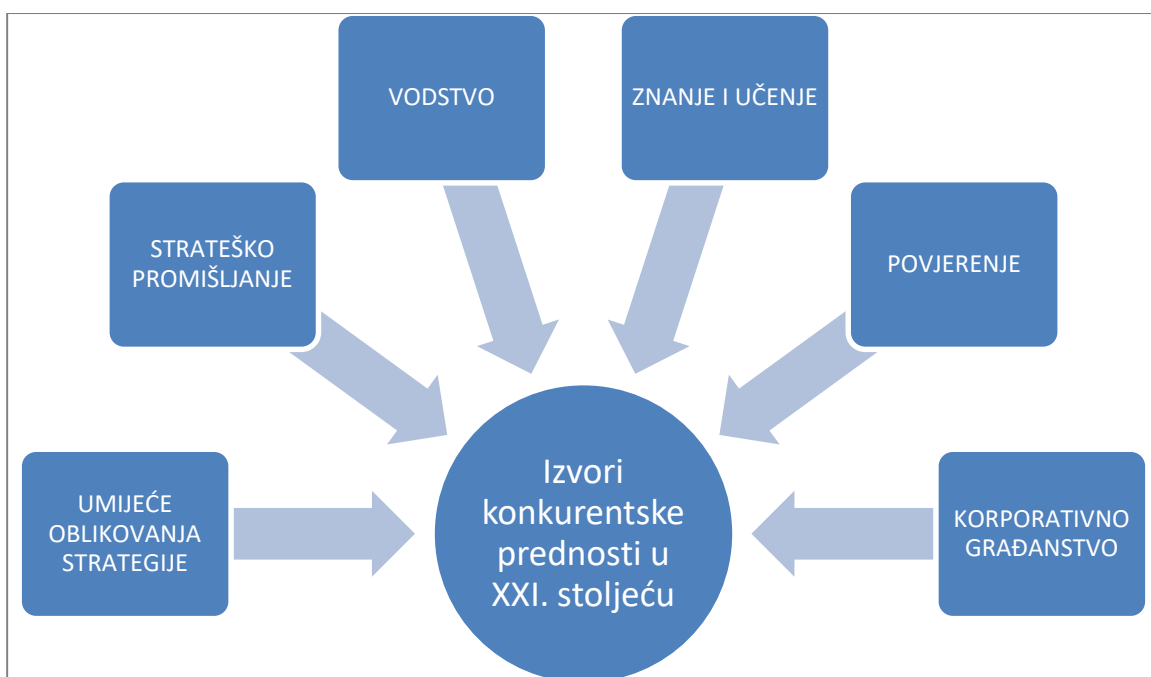 VODSTVO
ZNANJE I UČENJE
STRATEŠKO
PROMIŠLJANJE
POVJERENJE
UMIJEĆE
OBLIKOVANJA
STRATEGIJE
Izvori
konkurentske
prednosti u
XXI. stoljeću
KORPORATIVNO
GRAĐANSTVO